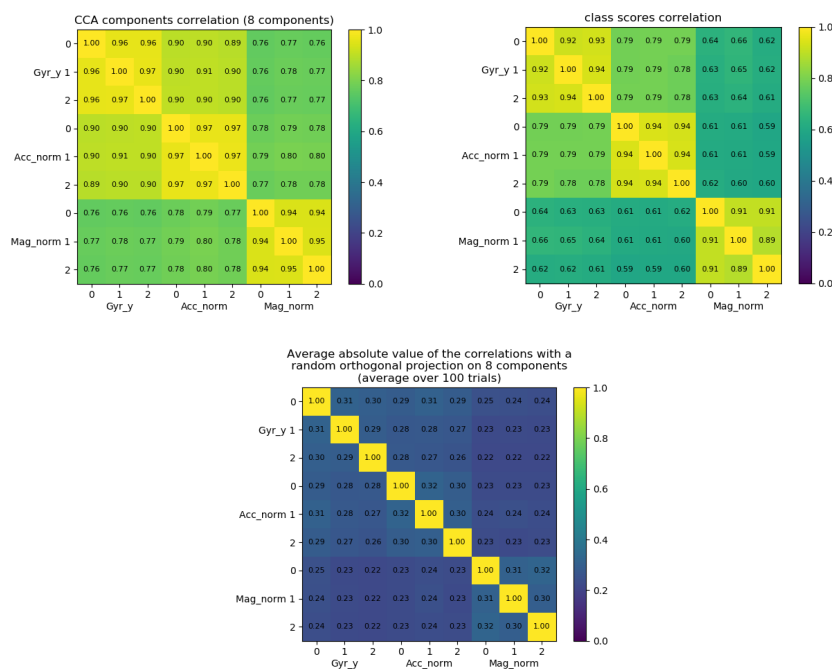 CCA components correlation (8 components)
0 1.00 0.96 0.96 0.90 0.90 0.89 0.76 0.77 0.76
Gyr_y 1 0.96 1.00 0.97 0.90 0.91 0.90 0.76 0.78 0.77
2 0.96 0.97 1.00 0.90 0.90 0.90 0.76 0.77 0.77
0 0.90 0.90 0.90 1.00 0.97 0.97 0.78 0.79 0.78
Acc_norm 1 0.90 0.91 0.90 0.97 1.00 0.97 0.79 0.80 0.80
2 0.89 0.90 0.90 0.97 0.97 1.00 0.77 0.78 0.78
0 0.76 0.76 0.76 0.78 0.79 0.77 1.00 0.94 0.94
Mag_norm 1 0.77 0.78 0.77 0.79 0.80 0.78 0.94 1.00 0.95
2 0.76 0.77 0.77 0.78 0.80 0.78 0.94 0.95 1.00
0 1 2 0 1 2 0 1 2
Gyr_y Acc_norm Mag_norm
1.0
0.8
0.6
0.4
0.2
0.0
class scores correlation
0 1.00 0.92 0.93 0.79 0.79 0.79 0.64 0.66 0.62
Gyr_y 1 0.92 1.00 0.94 0.79 0.79 0.78 0.63 0.65 0.62
2 0.93 0.94 1.00 0.79 0.79 0.78 0.63 0.64 0.61
0 0.79 0.79 0.79 1.00 0.94 0.94 0.61 0.61 0.59
Acc_norm 1 0.79 0.79 0.79 0.94 1.00 0.94 0.61 0.61 0.59
2 0.79 0.78 0.78 0.94 0.94 1.00 0.62 0.60 0.60
0 0.64 0.63 0.63 0.61 0.61 0.62 1.00 0.91 0.91
Mag_norm 1 0.66 0.65 0.64 0.61 0.61 0.60 0.91 1.00 0.89
2 0.62 0.62 0.61 0.59 0.59 0.60 0.91 0.89 1.00
0 1 2 0 1 2 0 1 2
Gyr_y Acc_norm Mag_norm
1.0
0.8
0.6
0.4
0.2
0.0
Average absolute value of the correlations with a
random orthogonal projection on 8 components
(average over 100 trials)
0 1.00 0.31 0.30 0.29 0.31 0.29 0.25 0.24 0.24
Gyr_y 1 0.31 1.00 0.29 0.28 0.28 0.27 0.23 0.23 0.23
2 0.30 0.29 1.00 0.28 0.27 0.26 0.22 0.22 0.22
0 0.29 0.28 0.28 1.00 0.32 0.30 0.23 0.23 0.23
Acc_norm 1 0.31 0.28 0.27 0.32 1.00 0.30 0.24 0.24 0.24
2 0.29 0.27 0.26 0.30 0.30 1.00 0.23 0.23 0.23
0 0.25 0.23 0.22 0.23 0.24 0.23 1.00 0.31 0.32
Mag_norm 1 0.24 0.23 0.22 0.23 0.24 0.23 0.31 1.00 0.30
2 0.24 0.23 0.22 0.23 0.24 0.23 0.32 0.30 1.00
0 1 2 0 1 2 0 1 2
Gyr_y Acc_norm Mag_norm
1.0
0.8
0.6
0.4
0.2
0.0